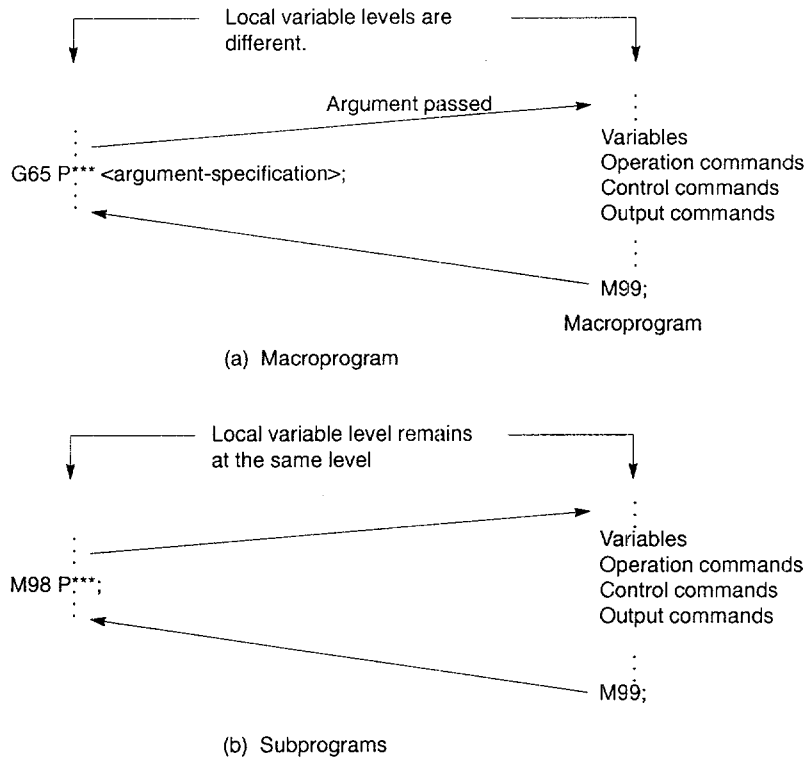 Local variable levels are
different.
Argument passed
G65 P*** <argument-specification>;
Variables
Operation commands
Control commands
Output commands
M99;
Macroprogram
(a) Macroprogram
Local variable level remains
at the same level
M98 P***;
Variables
Operation commands
Control commands
Output commands
M99;
(b) Subprograms